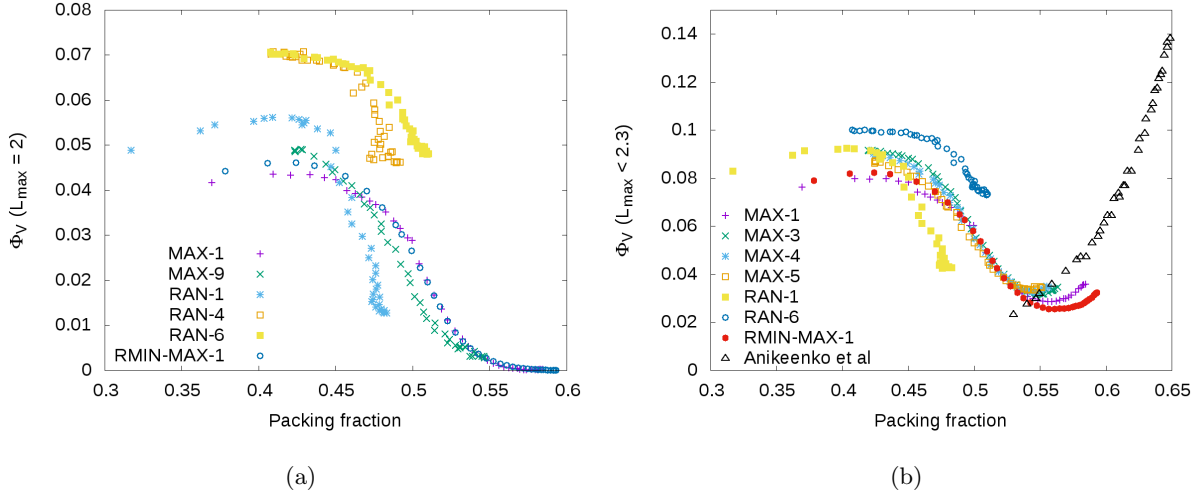 0.08
0.07
0.06
0.05
0.04
0.03
0.02
0.01
0
Φ_V (L_max = 2)
MAX-1
MAX-9
RAN-1
RAN-4
RAN-6
RMIN-MAX-1
0.3 0.35 0.4 0.45 0.5 0.55 0.6
Packing fraction
(a)
0.14
0.12
0.1
0.08
0.06
0.04
0.02
0
Φ_V (L_max < 2.3)
MAX-1
MAX-3
MAX-4
MAX-5
RAN-1
RAN-6
RMIN-MAX-1
Anikeenko et al
0.3 0.35 0.4 0.45 0.5 0.55 0.6 0.65
Packing fraction
(b)